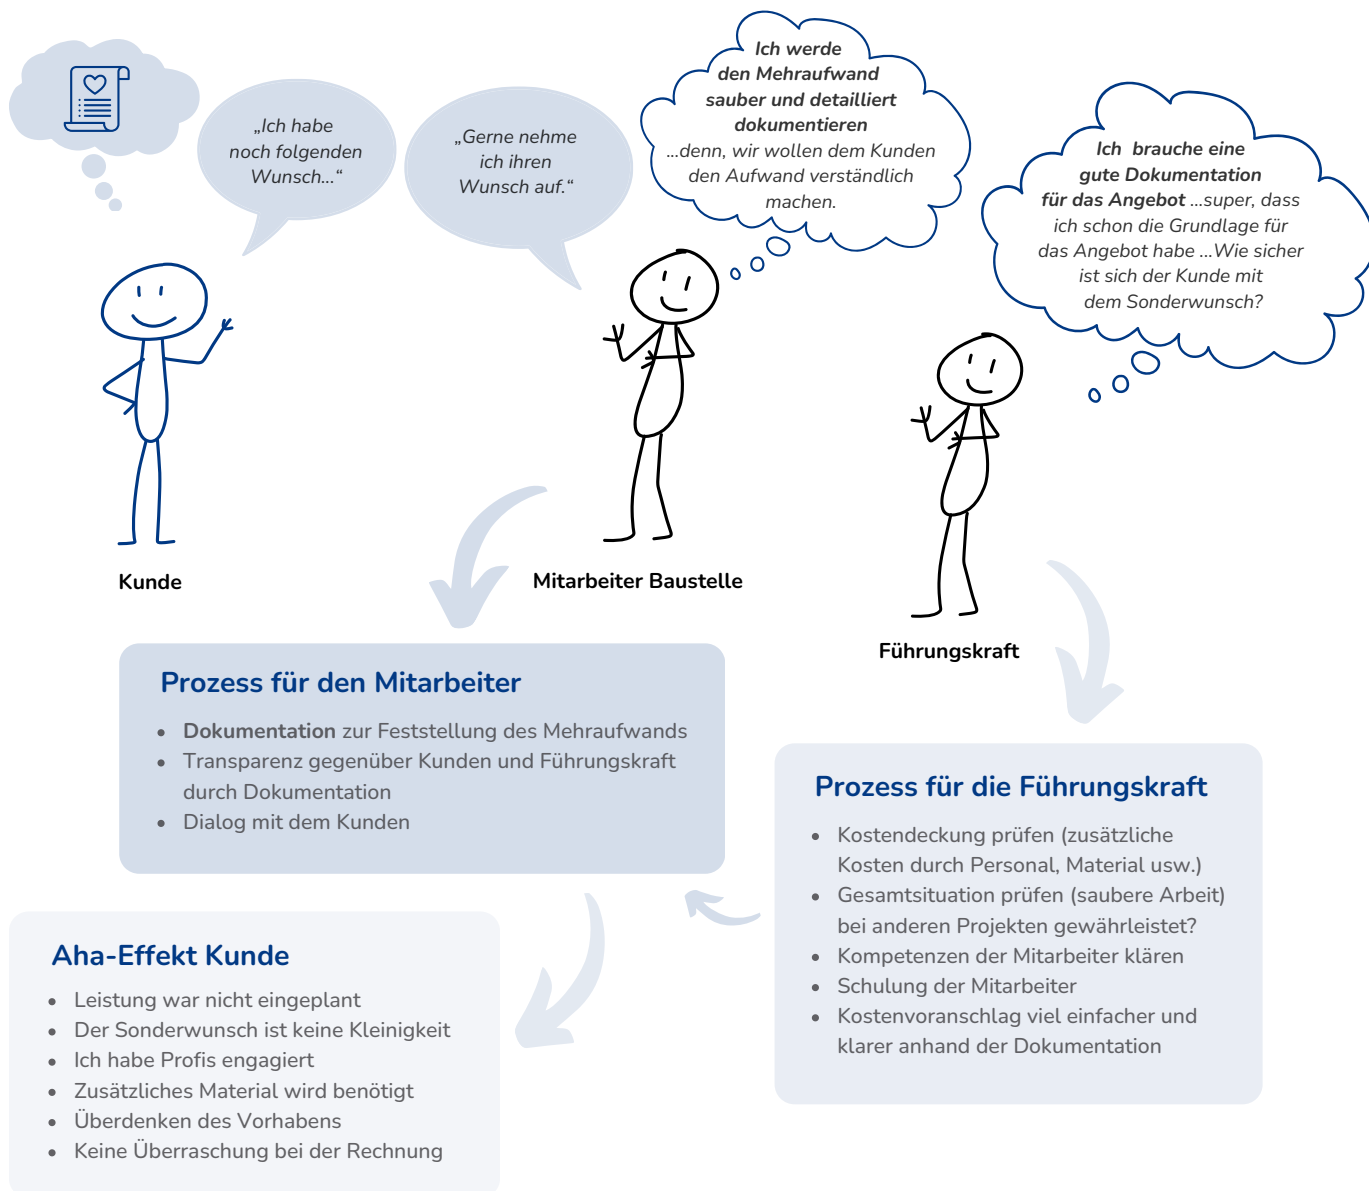 „Ich habe
noch folgenden
Wunsch...“
„Gerne nehme
ich ihren
Wunsch auf.“
Ich werde
den Mehraufwand
sauber und detailliert
dokumentieren
...denn, wir wollen dem Kunden
den Aufwand verständlich
machen.
Ich brauche eine
gute Dokumentation
für das Angebot ...super, dass
ich schon die Grundlage für
das Angebot habe ...Wie sicher
ist sich der Kunde mit
dem Sonderwunsch?
Kunde
Mitarbeiter Baustelle
Führungskraft
Prozess für den Mitarbeiter
• Dokumentation zur Feststellung des Mehraufwands
• Transparenz gegenüber Kunden und Führungskraft
durch Dokumentation
• Dialog mit dem Kunden
Prozess für die Führungskraft
• Kostendeckung prüfen (zusätzliche
Kosten durch Personal, Material usw.)
• Gesamtsituation prüfen (saubere Arbeit)
bei anderen Projekten gewährleistet?
• Kompetenzen der Mitarbeiter klären
• Schulung der Mitarbeiter
• Kostenvoranschlag viel einfacher und
klarer anhand der Dokumentation
Aha-Effekt Kunde
• Leistung war nicht eingeplant
• Der Sonderwunsch ist keine Kleinigkeit
• Ich habe Profis engagiert
• Zusätzliches Material wird benötigt
• Überdenken des Vorhabens
• Keine Überraschung bei der Rechnung